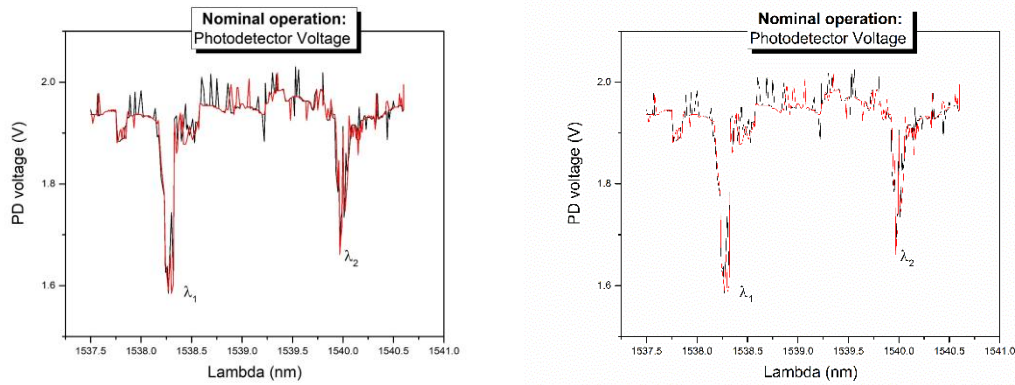 Nominal operation:
Photodetector Voltage
2.0
1.8
1.6
PD voltage (V)
λ1
λ2
1537.5 1538.0 1538.5 1539.0 1539.5 1540.0 1540.5 1541.0
Lambda (nm)
Nominal operation:
Photodetector Voltage
2.0
1.8
1.6
PD voltage (V)
λ1
λ2
1537.5 1538.0 1538.5 1539.0 1539.5 1540.0 1540.5 1541.0
Lambda (nm)